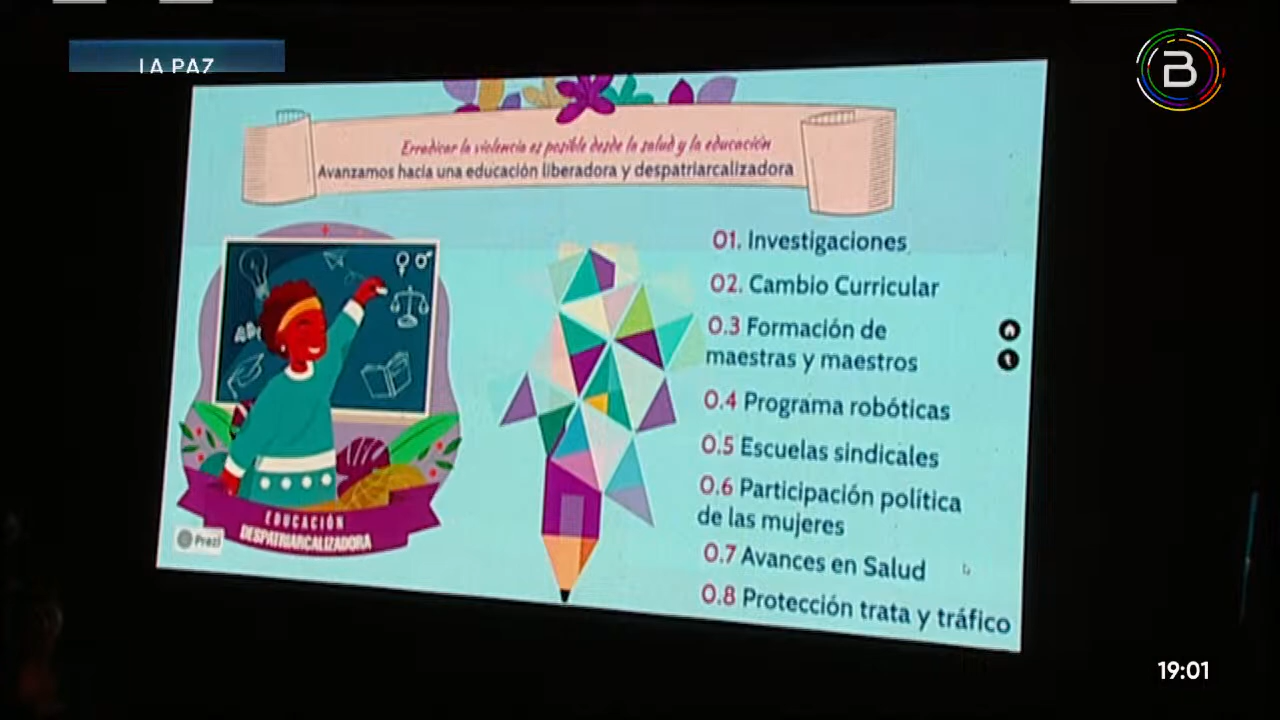 LA PAZ
B
Erradicar la violencia es posible desde la salud y la educación
Avanzamos hacia una educación liberadora y despatriarcalizadora
01. Investigaciones
02. Cambio Curricular
0.3 Formación de
maestras y maestros
0.4 Programa robóticas
0.5 Escuelas sindicales
0.6 Participación política
de las mujeres
0.7 Avances en Salud
0.8 Protección trata y tráfico
EDUCACIÓN
DESPATRIARCALIZADORA
Prezi
19:01